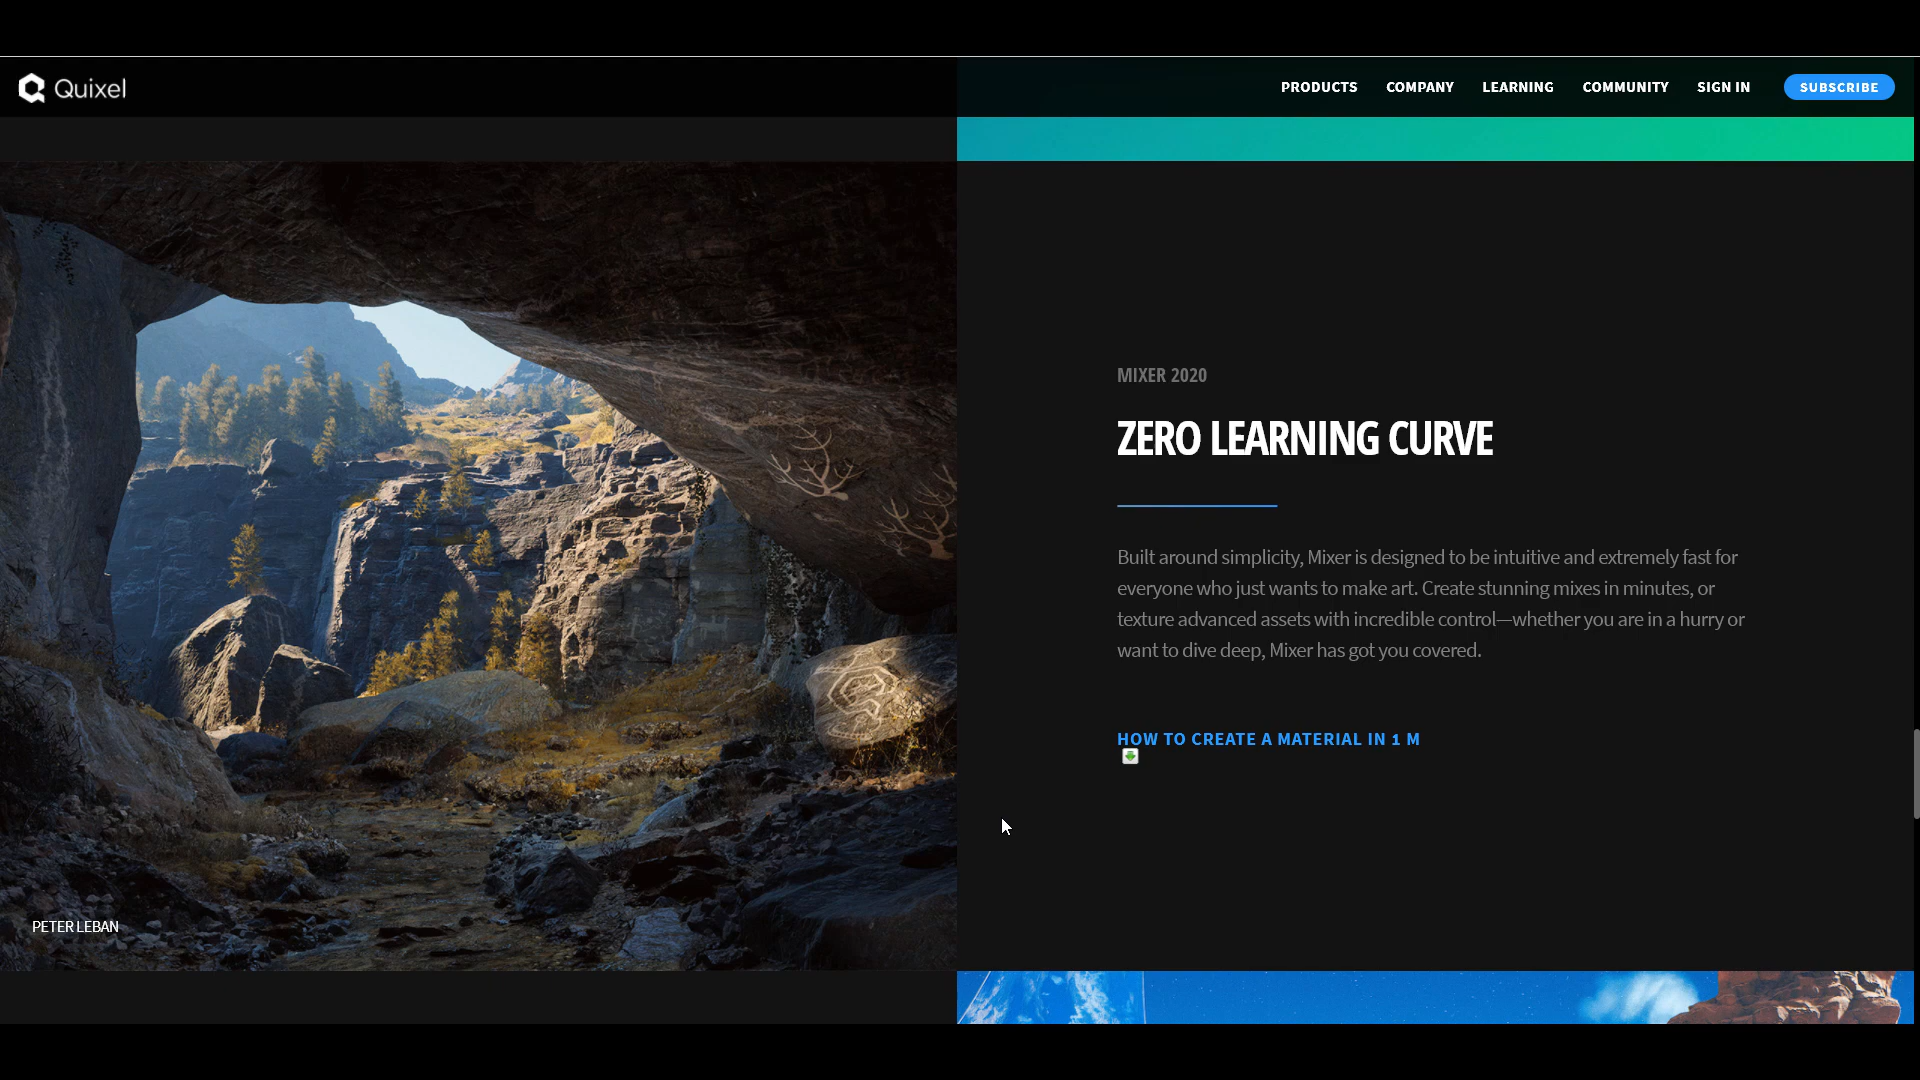 Quixel
PRODUCTS
COMPANY
LEARNING
COMMUNITY
SIGN IN
SUBSCRIBE
MIXER 2020
ZERO LEARNING CURVE
Built around simplicity, Mixer is designed to be intuitive and extremely fast for
everyone who just wants to make art. Create stunning mixes in minutes, or
texture advanced assets with incredible control—whether you are in a hurry or
want to dive deep, Mixer has got you covered.
HOW TO CREATE A MATERIAL IN 1 M
PETER LEBAN